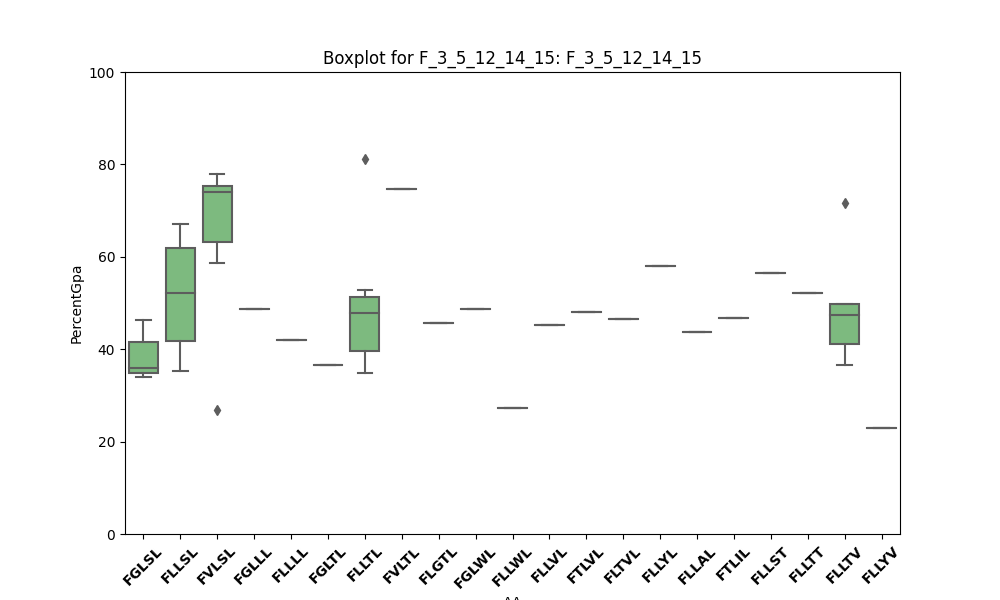 Boxplot for F_3_5_12_14_15: F_3_5_12_14_15
100
80
60
40
20
0
PercentGpa
FGLSL
FLLSL
FVLSL
FGLLL
FLLLL
FGLTL
FLLTL
FVLTL
FLGTL
FGLWL
FLLWL
FLLVL
FTLVL
FLTVL
FLLYL
FLLAL
FTLIL
FLLST
FLLTT
FLLTV
FLLYV